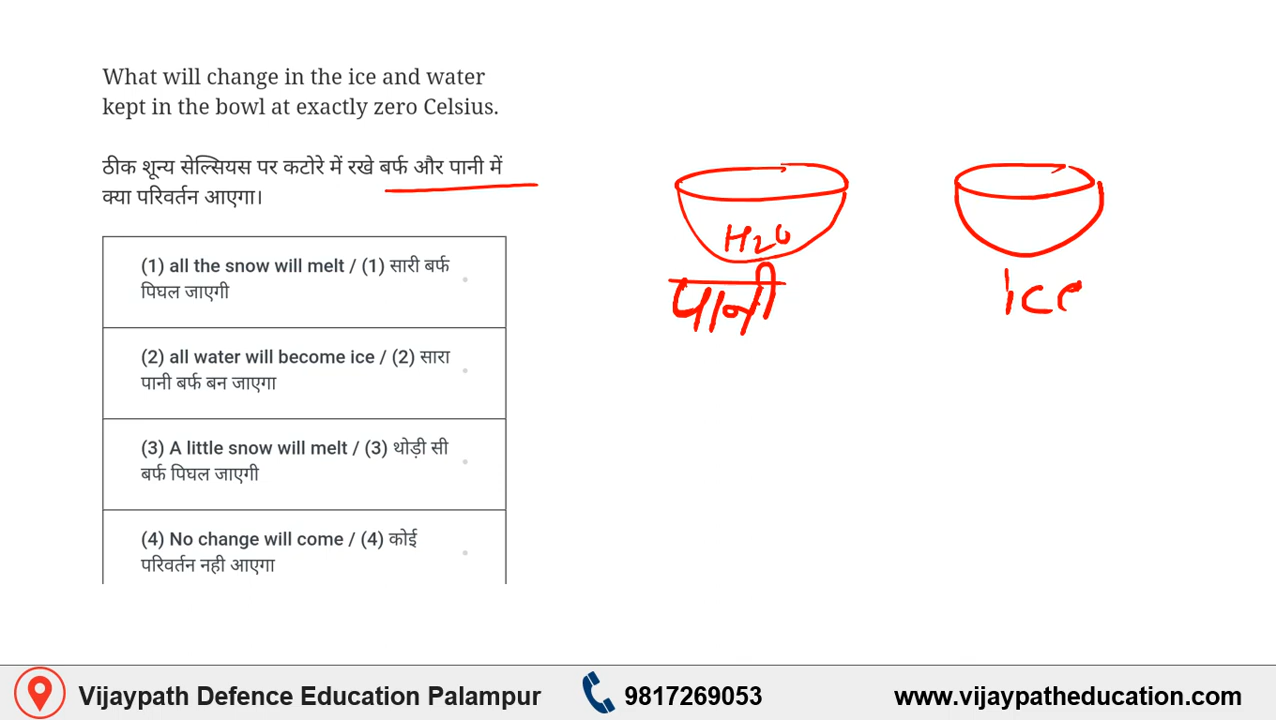 What will change in the ice and water
kept in the bowl at exactly zero Celsius.
ठीक शून्य सेल्सियस पर कटोरे में रखे बर्फ और पानी में
क्या परिवर्तन आएगा।
(1) all the snow will melt / (1) सारी बर्फ
पिघल जाएगी
(2) all water will become ice / (2) सारा
पानी बर्फ बन जाएगा
(3) A little snow will melt / (3) थोड़ी सी
बर्फ पिघल जाएगी
(4) No change will come / (4) कोई
परिवर्तन नही आएगा
H2O
पानी
ice
Vijaypath Defence Education Palampur
9817269053
www.vijaypatheducation.com